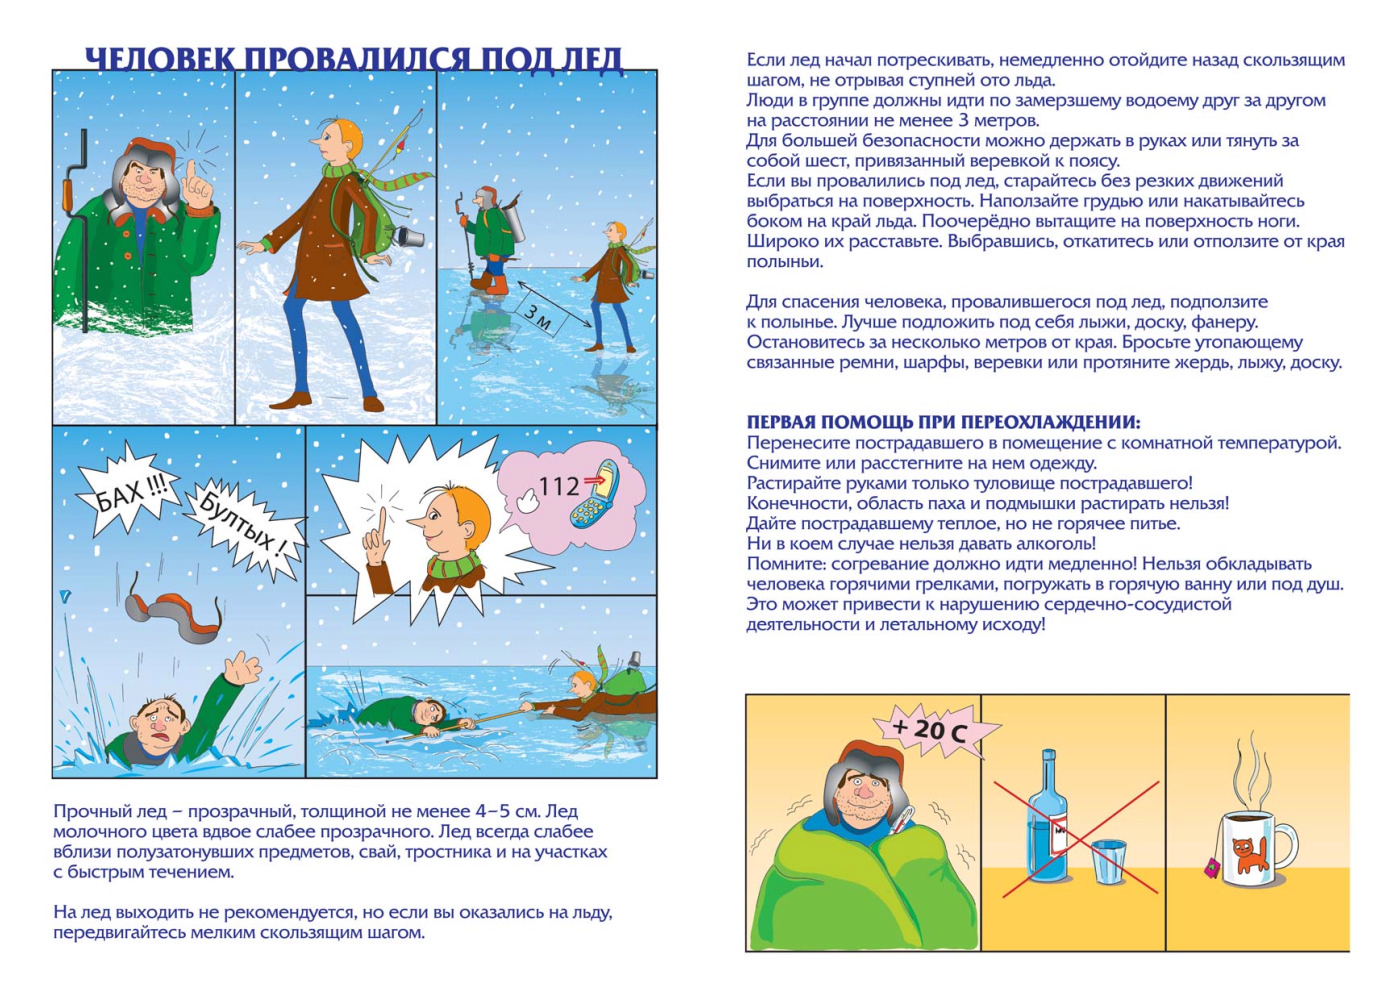 ЧЕЛОВЕК ПРОВАЛИЛСЯ ПОД ЛЕД
3 м
БАХ !!!
Бултых !
112
Прочный лед – прозрачный, толщиной не менее 4–5 см. Лед
молочного цвета вдвое слабее прозрачного. Лед всегда слабее
вблизи полузатонувших предметов, свай, тростника и на участках
с быстрым течением.
На лед выходить не рекомендуется, но если вы оказались на льду,
передвигайтесь мелким скользящим шагом.
Если лед начал потрескивать, немедленно отойдите назад скользящим
шагом, не отрывая ступней ото льда.
Люди в группе должны идти по замерзшему водоему друг за другом
на расстоянии не менее 3 метров.
Для большей безопасности можно держать в руках или тянуть за
собой шест, привязанный веревкой к поясу.
Если вы провалились под лед, старайтесь без резких движений
выбраться на поверхность. Наползайте грудью или накатывайтесь
боком на край льда. Поочерёдно вытащите на поверхность ноги.
Широко их расставьте. Выбравшись, откатитесь или отползите от края
полыньи.
Для спасения человека, провалившегося под лед, подползите
к полынье. Лучше подложить под себя лыжи, доску, фанеру.
Остановитесь за несколько метров от края. Бросьте утопающему
связанные ремни, шарфы, веревки или протяните жердь, лыжу, доску.
ПЕРВАЯ ПОМОЩЬ ПРИ ПЕРЕОХЛАЖДЕНИИ:
Перенесите пострадавшего в помещение с комнатной температурой.
Снимите или расстегните на нем одежду.
Растирайте руками только туловище пострадавшего!
Конечности, область паха и подмышки растирать нельзя!
Дайте пострадавшему теплое, но не горячее питье.
Ни в коем случае нельзя давать алкоголь!
Помните: согревание должно идти медленно! Нельзя обкладывать
человека горячими грелками, погружать в горячую ванну или под душ.
Это может привести к нарушению сердечно-сосудистой
деятельности и летальному исходу!
+ 20 С